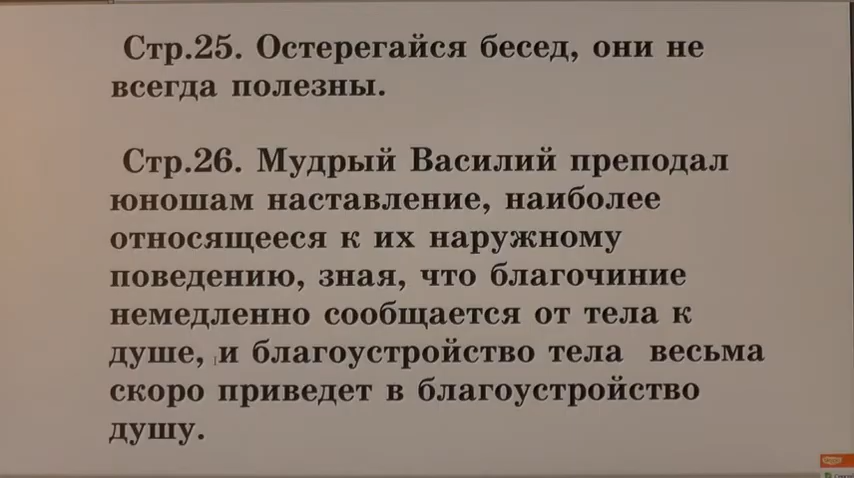 Стр.25. Остерегайся бесед, они не
всегда полезны.
Стр.26. Мудрый Василий преподал
юношам наставление, наиболее
относящееся к их наружному
поведению, зная, что благочиние
немедленно сообщается от тела к
душе, и благоустройство тела весьма
скоро приведет в благоустройство
душу.